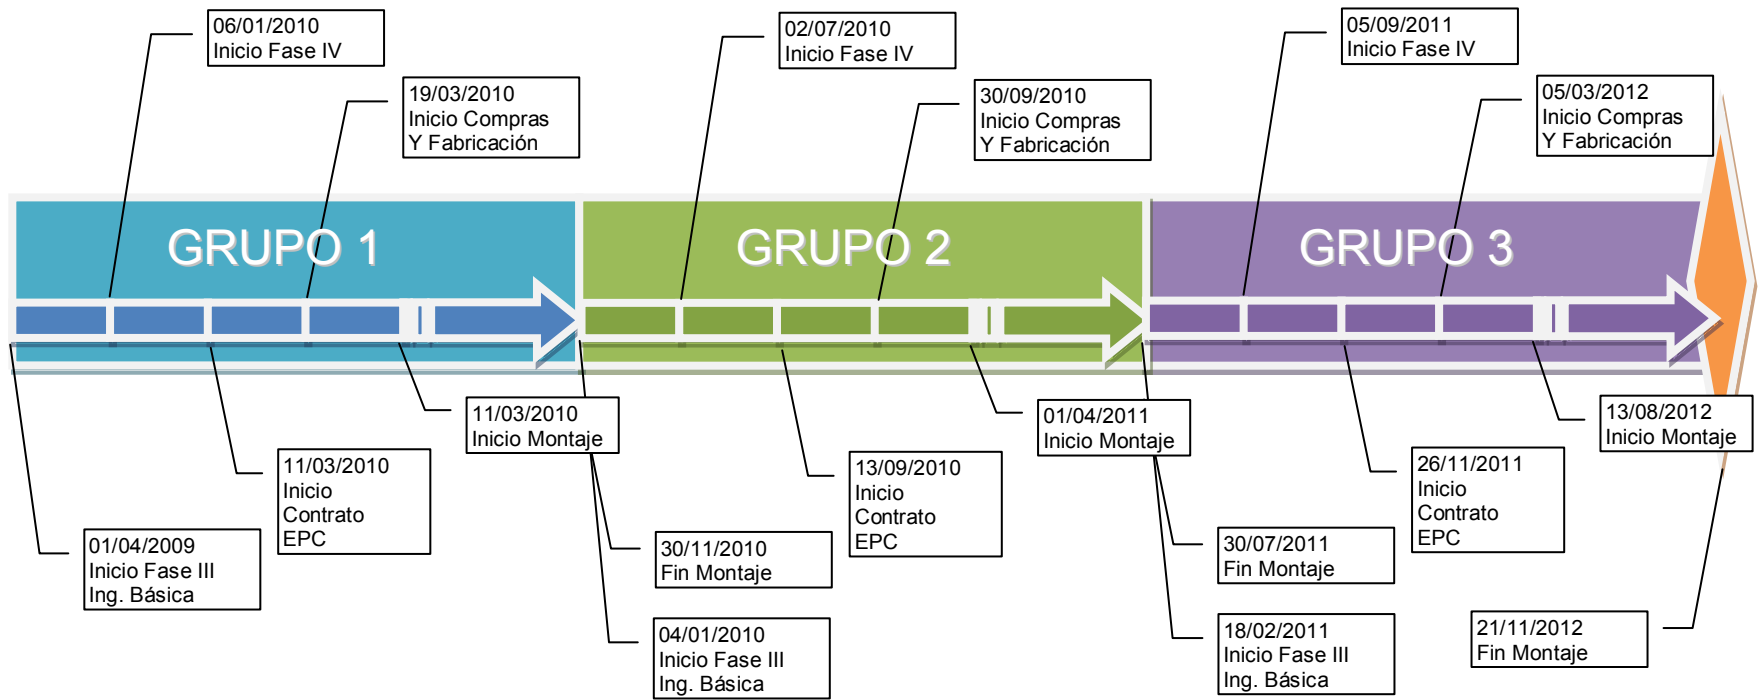 06/01/2010
Inicio Fase IV
02/07/2010
Inicio Fase IV
05/09/2011
Inicio Fase IV
19/03/2010
Inicio Compras
Y Fabricación
30/09/2010
Inicio Compras
Y Fabricación
05/03/2012
Inicio Compras
Y Fabricación
GRUPO 1
GRUPO 2
GRUPO 3
11/03/2010
Inicio Montaje
01/04/2011
Inicio Montaje
13/08/2012
Inicio Montaje
11/03/2010
Inicio
Contrato
EPC
13/09/2010
Inicio
Contrato
EPC
26/11/2011
Inicio
Contrato
EPC
01/04/2009
Inicio Fase III
Ing. Básica
30/11/2010
Fin Montaje
30/07/2011
Fin Montaje
04/01/2010
Inicio Fase III
Ing. Básica
18/02/2011
Inicio Fase III
Ing. Básica
21/11/2012
Fin Montaje